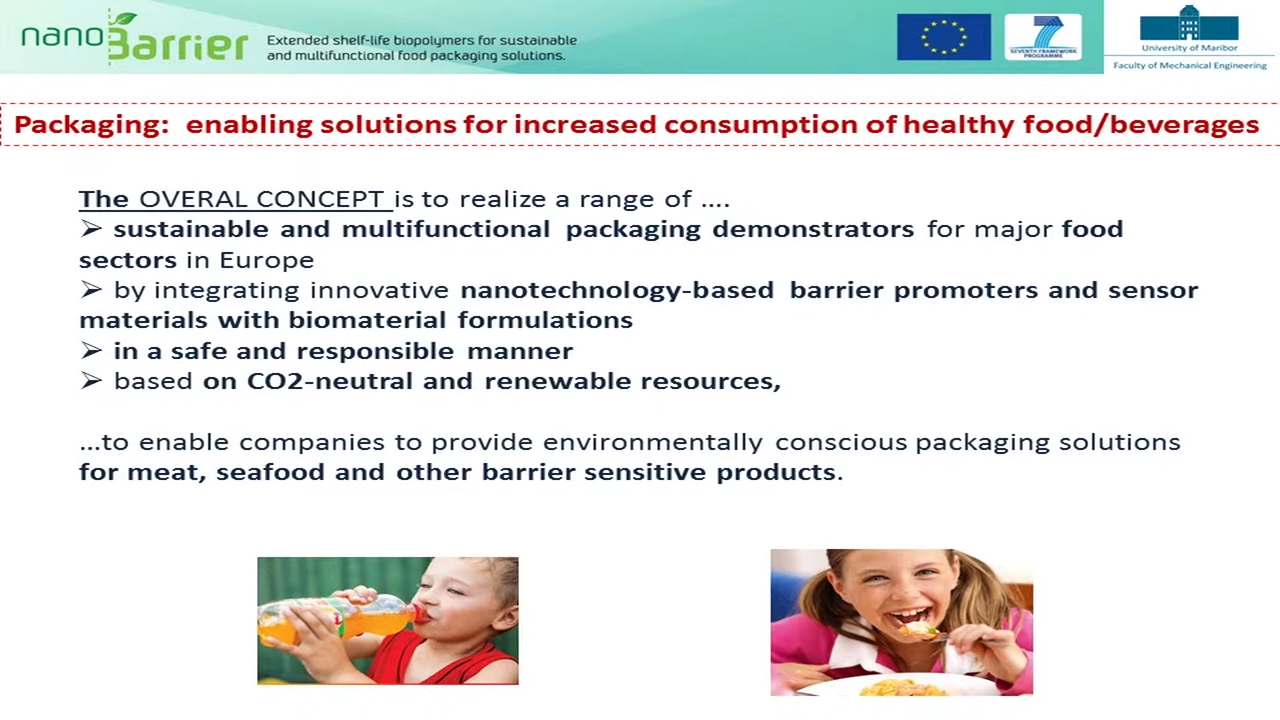 nanoBarrier
Extended shelf-life biopolymers for sustainable
and multifunctional food packaging solutions.
7
SEVENTH FRAMEWORK
PROGRAMME
University of Maribor
Faculty of Mechanical Engineering
Packaging: enabling solutions for increased consumption of healthy food/beverages
The OVERAL CONCEPT is to realize a range of ....
➢ sustainable and multifunctional packaging demonstrators for major food
sectors in Europe
➢ by integrating innovative nanotechnology-based barrier promoters and sensor
materials with biomaterial formulations
➢ in a safe and responsible manner
➢ based on CO2-neutral and renewable resources,
...to enable companies to provide environmentally conscious packaging solutions
for meat, seafood and other barrier sensitive products.